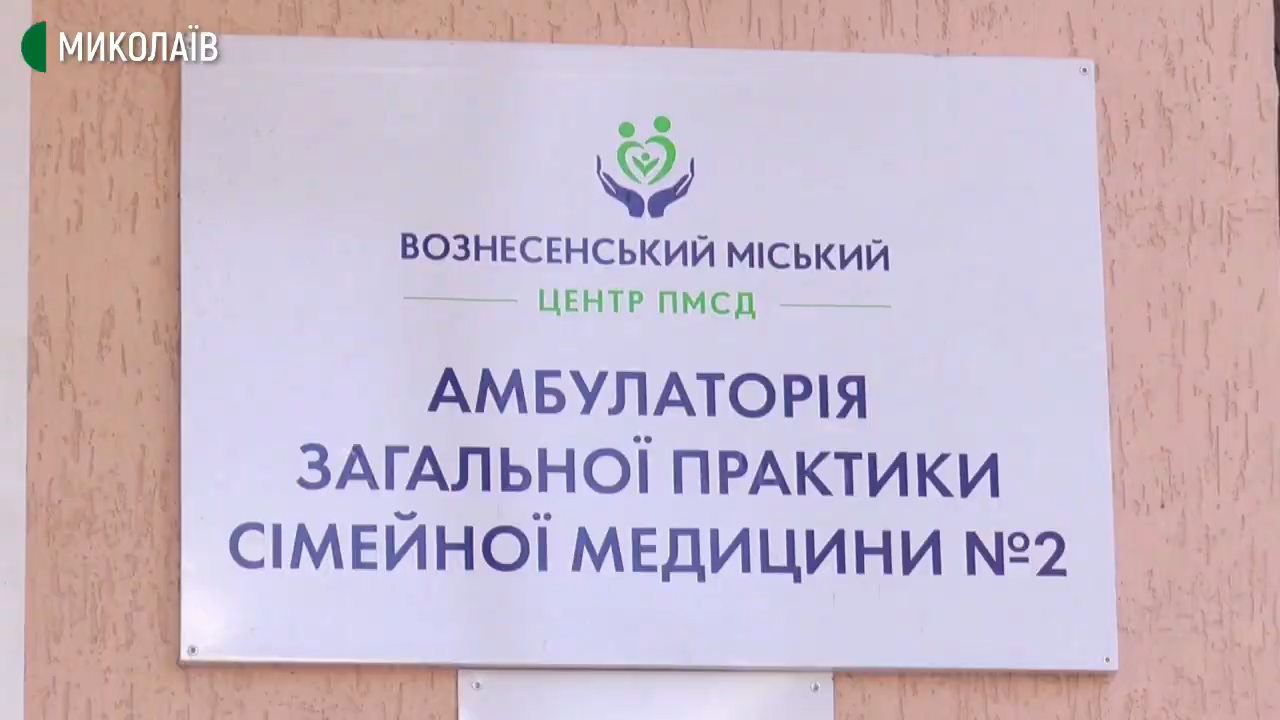 МИКОЛАЇВ
ВОЗНЕСЕНСЬКИЙ МІСЬКИЙ
ЦЕНТР ПМСД
АМБУЛАТОРІЯ
ЗАГАЛЬНОЇ ПРАКТИКИ
СІМЕЙНОЇ МЕДИЦИНИ №2